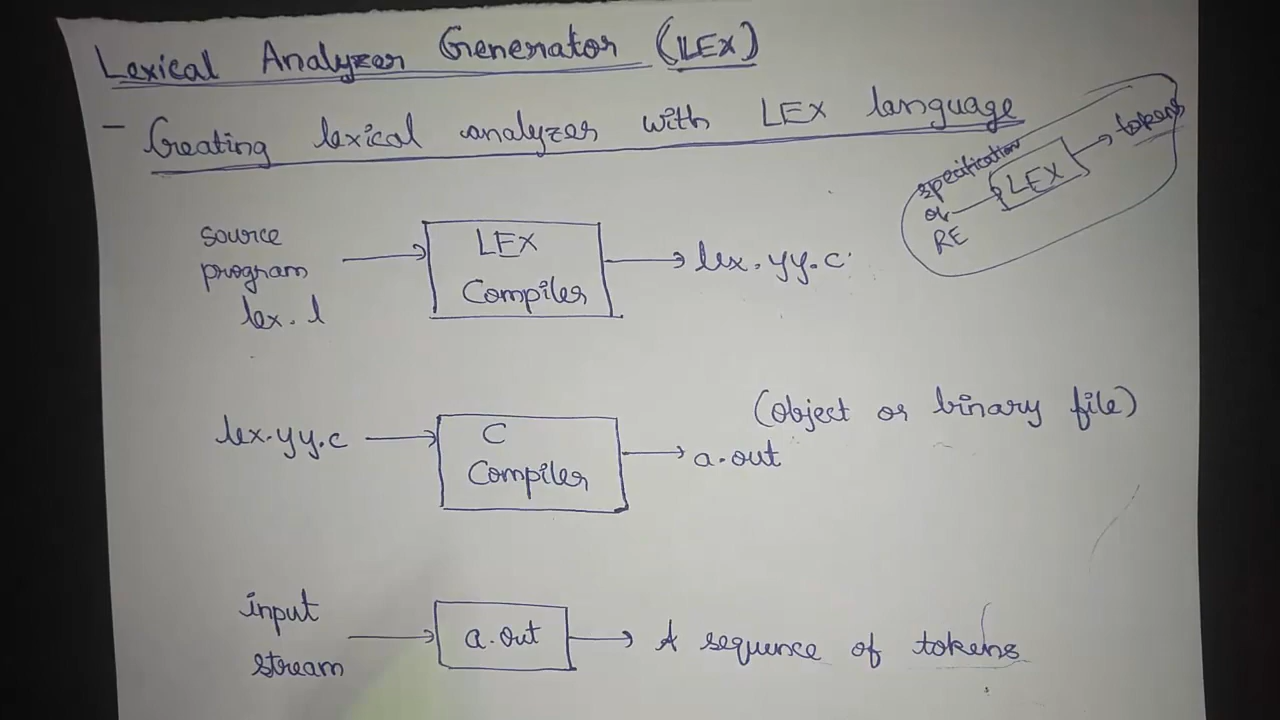 Lexical Analyzer Generator (LEX)
- Creating lexical analyzer with LEX language
specification
or
RE
LEX
tokens
source
program
lex.l
LEX
Compiler
lex.yy.c
lex.yy.c
C
Compiler
(object or binary file)
a.out
input
stream
a.out
A sequence of tokens